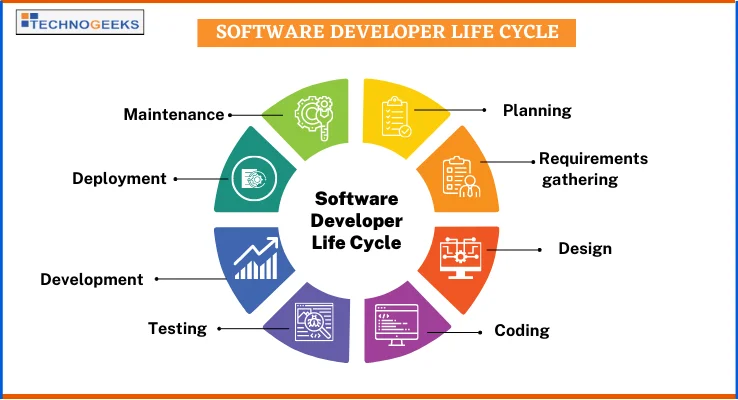 TECHNOGEEKS
SOFTWARE DEVELOPER LIFE CYCLE
Maintenance
Planning
Deployment
Requirements
gathering
Software
Developer
Life Cycle
Development
Design
Testing
Coding